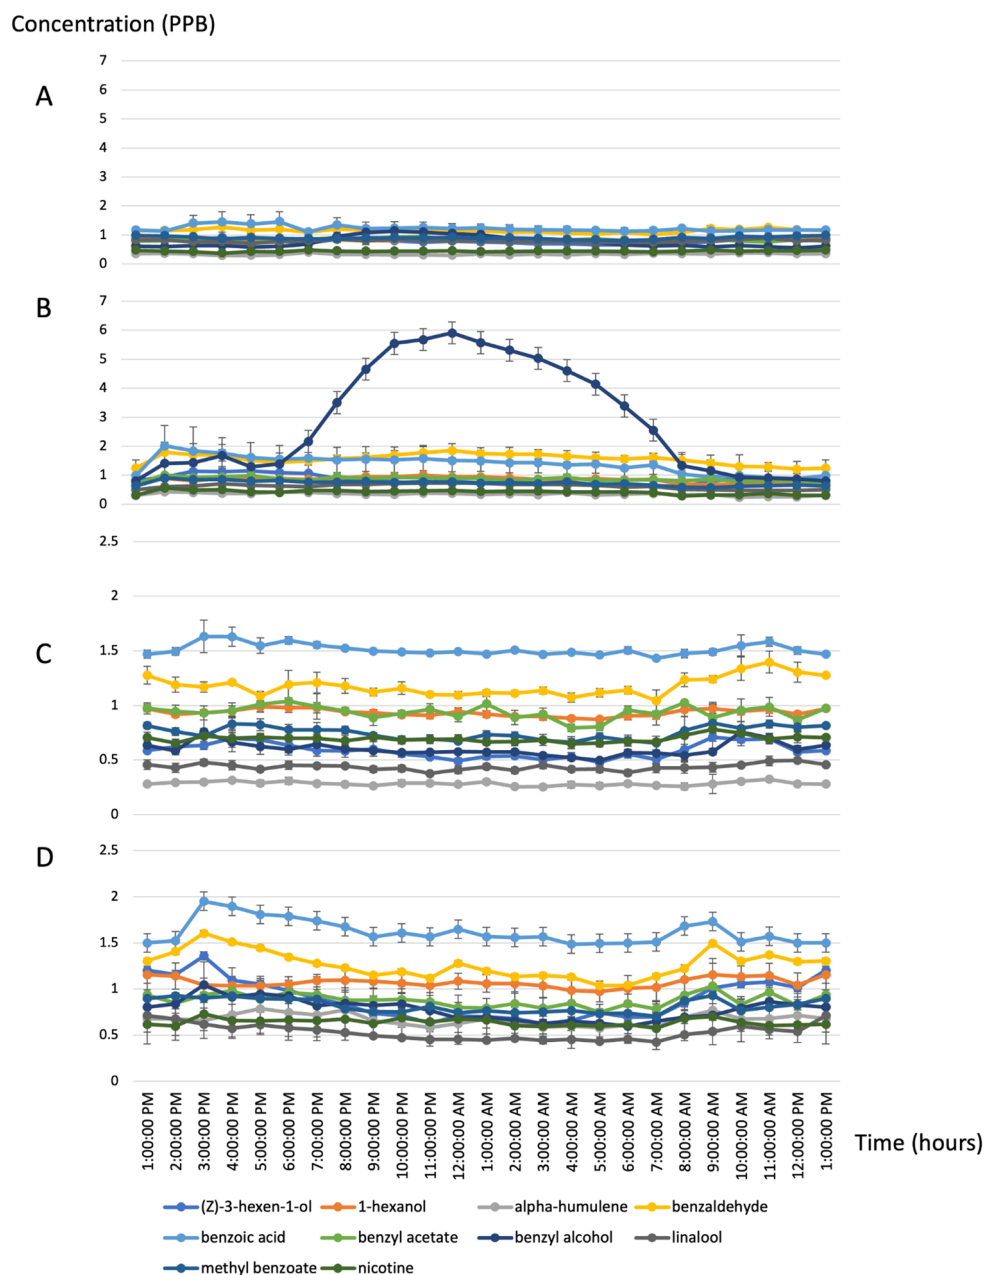 Concentration (PPB)
A
7
6
5
4
3
2
1
0
B
7
6
5
4
3
2
1
0
C
2.5
2
1.5
1
0.5
0
D
2.5
2
1.5
1
0.5
0
1:00:00 PM
2:00:00 PM
3:00:00 PM
4:00:00 PM
5:00:00 PM
6:00:00 PM
7:00:00 PM
8:00:00 PM
9:00:00 PM
10:00:00 PM
11:00:00 PM
12:00:00 AM
1:00:00 AM
2:00:00 AM
3:00:00 AM
4:00:00 AM
5:00:00 AM
6:00:00 AM
7:00:00 AM
8:00:00 AM
9:00:00 AM
10:00:00 AM
11:00:00 AM
12:00:00 PM
1:00:00 PM
Time (hours)
(Z)-3-hexen-1-ol 1-hexanol alpha-humulene benzaldehyde
benzoic acid benzyl acetate benzyl alcohol linalool
methyl benzoate nicotine